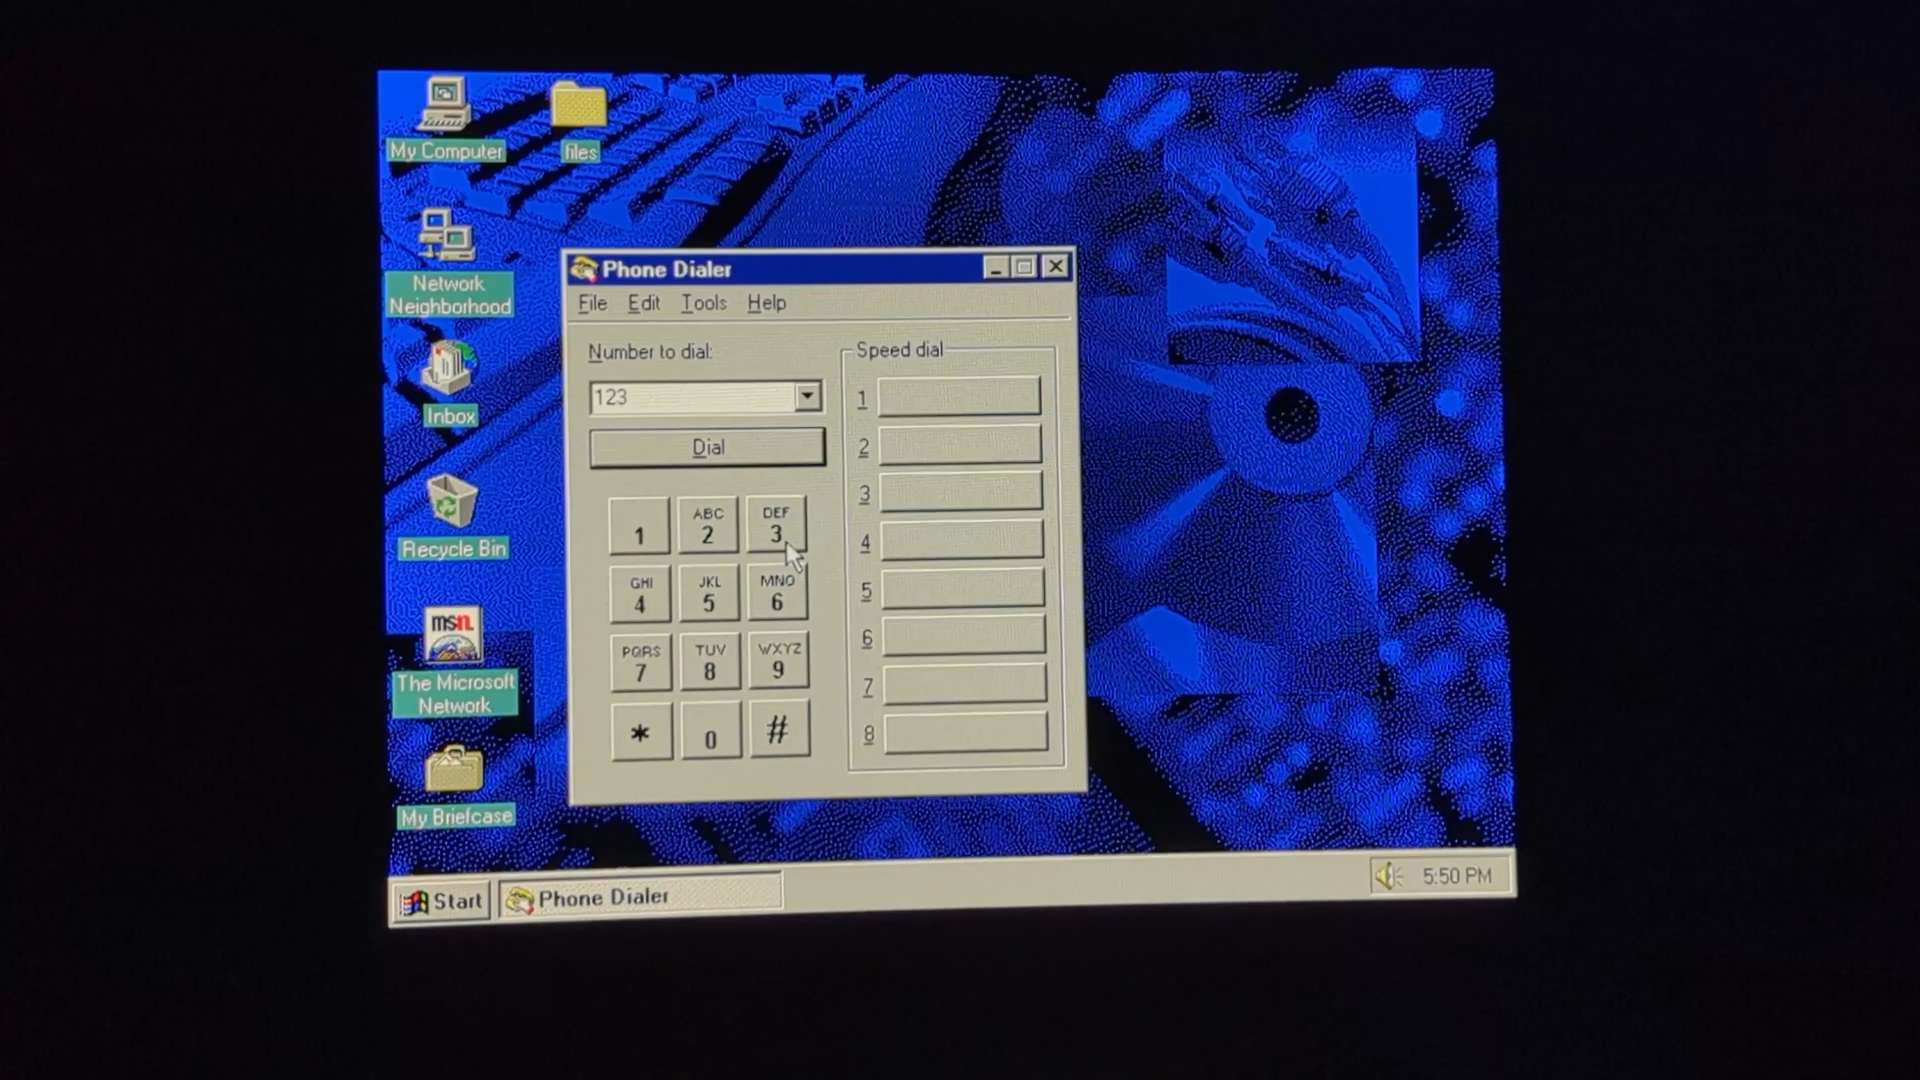 My Computer
files
Network
Neighborhood
Inbox
Recycle Bin
msn
The Microsoft
Network
My Briefcase
Phone Dialer
File Edit Tools Help
Number to dial:
123
Dial
1
ABC
2
DEF
3
GHI
4
JKL
5
MNO
6
PQRS
7
TUV
8
WXYZ
9
*
0
#
Speed dial
1
2
3
4
5
6
7
8
Start
Phone Dialer
5:50 PM